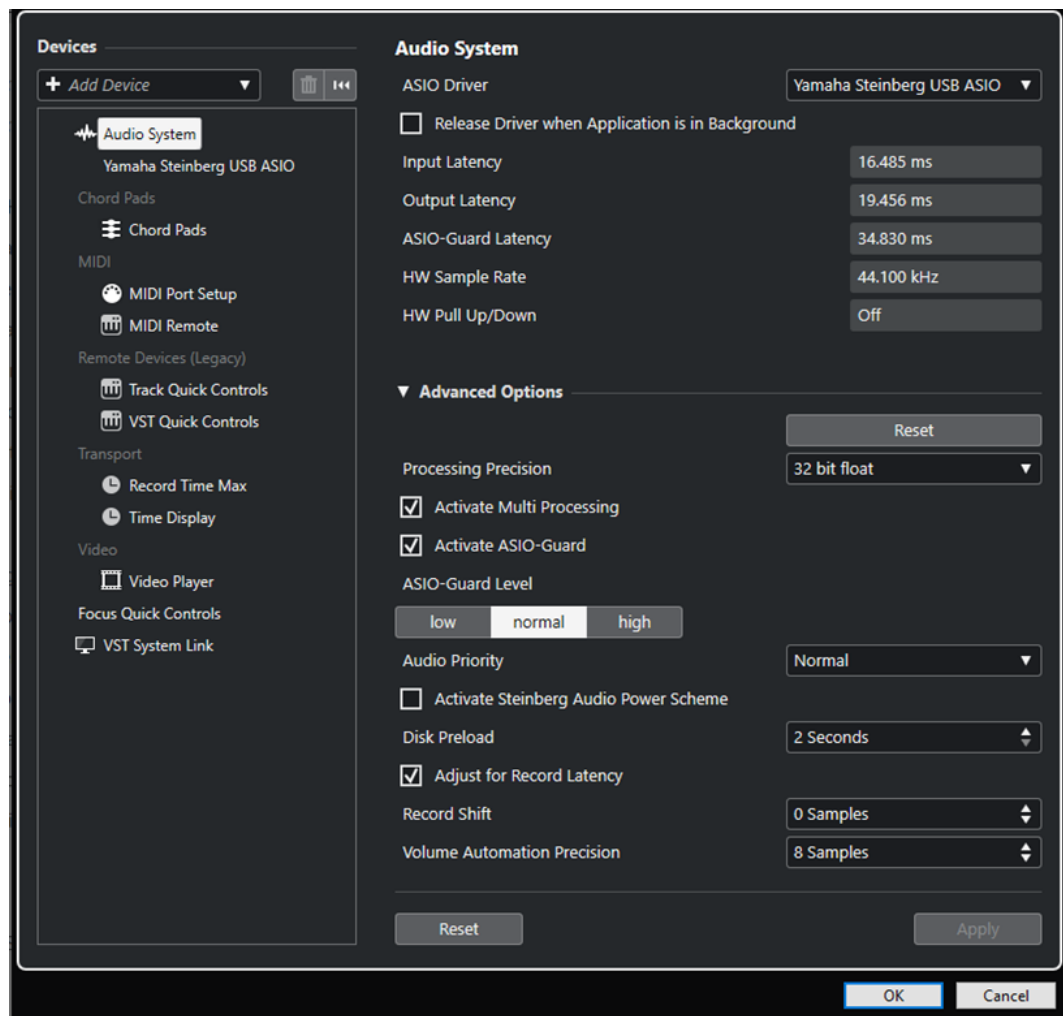 Devices
+ Add Device
Audio System
Yamaha Steinberg USB ASIO
Chord Pads
Chord Pads
MIDI
MIDI Port Setup
MIDI Remote
Remote Devices (Legacy)
Track Quick Controls
VST Quick Controls
Transport
Record Time Max
Time Display
Video
Video Player
Focus Quick Controls
VST System Link
Audio System
ASIO Driver Yamaha Steinberg USB ASIO
Release Driver when Application is in Background
Input Latency 16.485 ms
Output Latency 19.456 ms
ASIO-Guard Latency 34.830 ms
HW Sample Rate 44.100 kHz
HW Pull Up/Down Off
Advanced Options
Reset
Processing Precision 32 bit float
Activate Multi Processing
Activate ASIO-Guard
ASIO-Guard Level
low normal high
Audio Priority Normal
Activate Steinberg Audio Power Scheme
Disk Preload 2 Seconds
Adjust for Record Latency
Record Shift 0 Samples
Volume Automation Precision 8 Samples
Reset Apply
OK Cancel